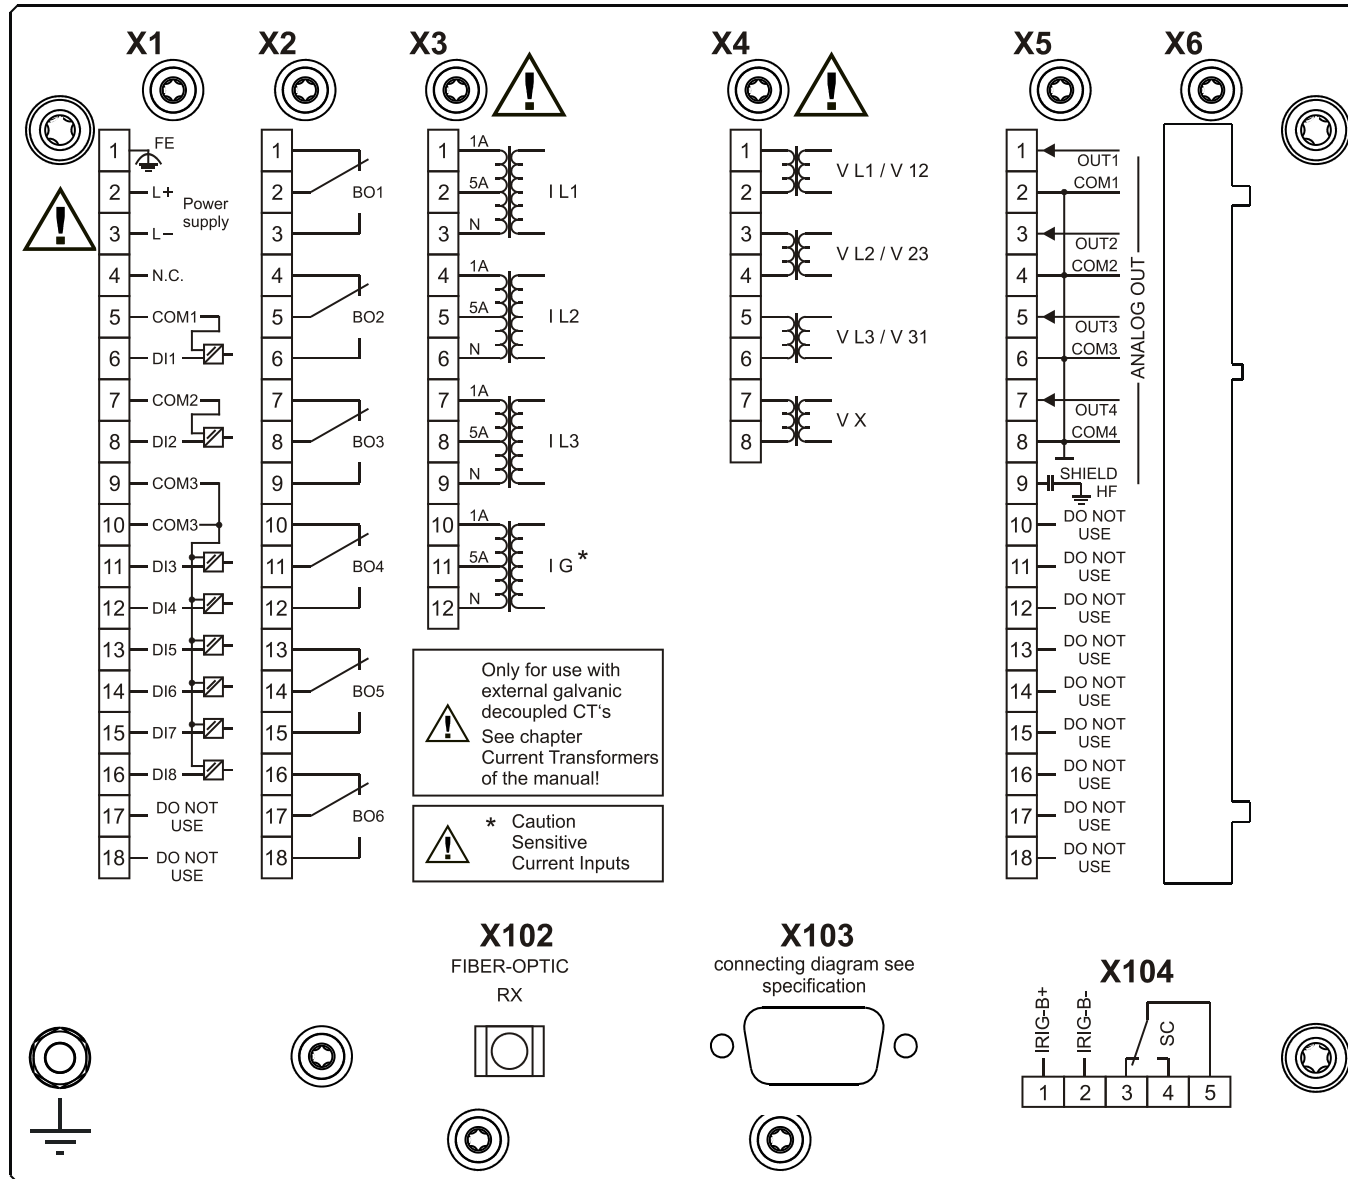 X1
X2
X3
X4
X5
X6
1 FE
2 L+
3 L−
Power
supply
4 N.C.
5 COM1
6 DI1
7 COM2
8 DI2
9 COM3
10 COM3
11 DI3
12 DI4
13 DI5
14 DI6
15 DI7
16 DI8
17 DO NOT
USE
18 DO NOT
USE
1
2 BO1
3
4
5 BO2
6
7
8 BO3
9
10
11 BO4
12
13
14 BO5
15
16
17 BO6
18
!
!
1 1A
2 5A I L1
3 N
4 1A
5 5A I L2
6 N
7 1A
8 5A I L3
9 N
10 1A
11 5A I G *
12 N
!
Only for use with
external galvanic
decoupled CT‘s
See chapter
Current Transformers
of the manual!
!
* Caution
Sensitive
Current Inputs
!
1
V L1 / V 12
2
3
V L2 / V 23
4
5
V L3 / V 31
6
7
V X
8
1 OUT1
2 COM1
3 OUT2
4 COM2
5 OUT3
6 COM3
7 OUT4
8 COM4
ANALOG OUT
9 SHIELD
HF
10 DO NOT
USE
11 DO NOT
USE
12 DO NOT
USE
13 DO NOT
USE
14 DO NOT
USE
15 DO NOT
USE
16 DO NOT
USE
17 DO NOT
USE
18 DO NOT
USE
X102
FIBER-OPTIC
RX
X103
connecting diagram see
specification
X104
IRIG-B+
IRIG-B-
SC
1 2 3 4 5
!